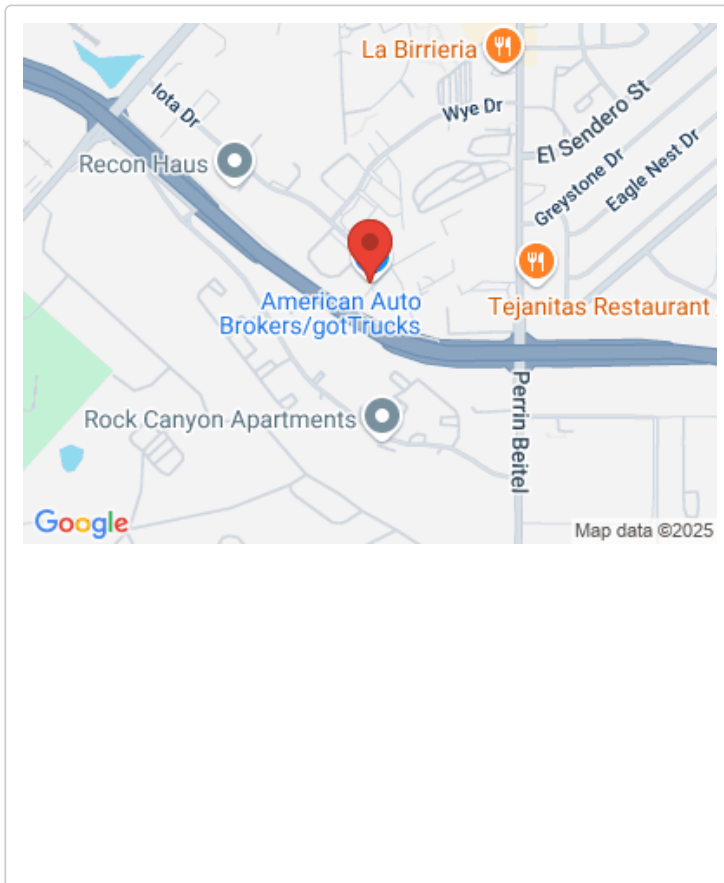 La Birrieria
Iota Dr
Wye Dr
El Sendero St
Recon Haus
Greystone Dr
Eagle Nest Dr
American Auto
Brokers/gotTrucks
Tejanitas Restaurant
Perrin Beitel
Rock Canyon Apartments
Google
Map data ©2025